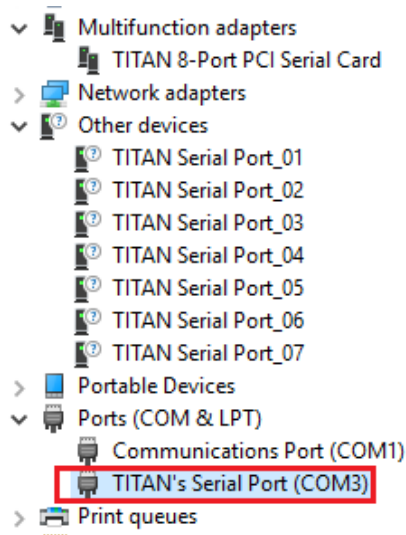 Multifunction adapters
TITAN 8-Port PCI Serial Card
Network adapters
Other devices
TITAN Serial Port_01
TITAN Serial Port_02
TITAN Serial Port_03
TITAN Serial Port_04
TITAN Serial Port_05
TITAN Serial Port_06
TITAN Serial Port_07
Portable Devices
Ports (COM & LPT)
Communications Port (COM1)
TITAN's Serial Port (COM3)
Print queues